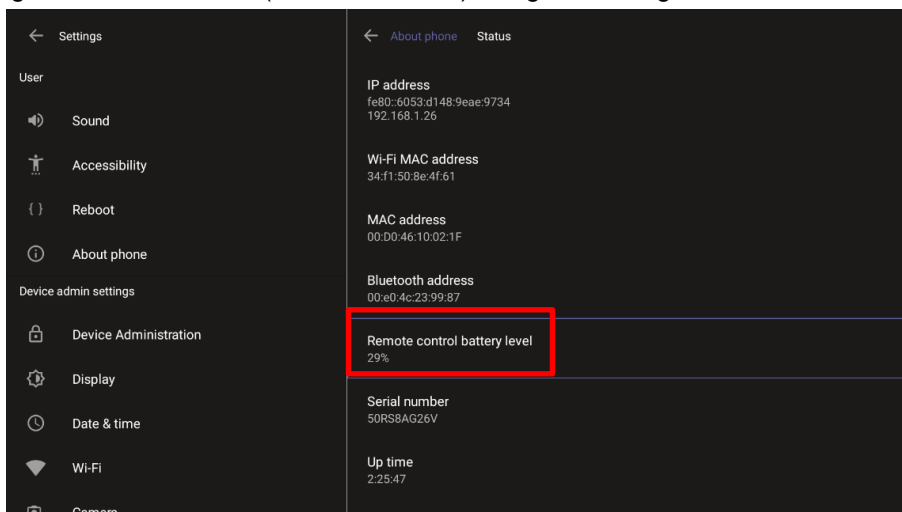 Settings
User
Sound
Accessibility
Reboot
About phone
Device admin settings
Device Administration
Display
Date & time
Wi-Fi
Camera
About phone Status
IP address
fe80::6053:d148:9eae:9734
192.168.1.26
Wi-Fi MAC address
34:f1:50:8e:4f:61
MAC address
00:D0:46:10:02:1F
Bluetooth address
00:e0:4c:23:99:87
Remote control battery level
29%
Serial number
50RS8AG26V
Up time
2:25:47